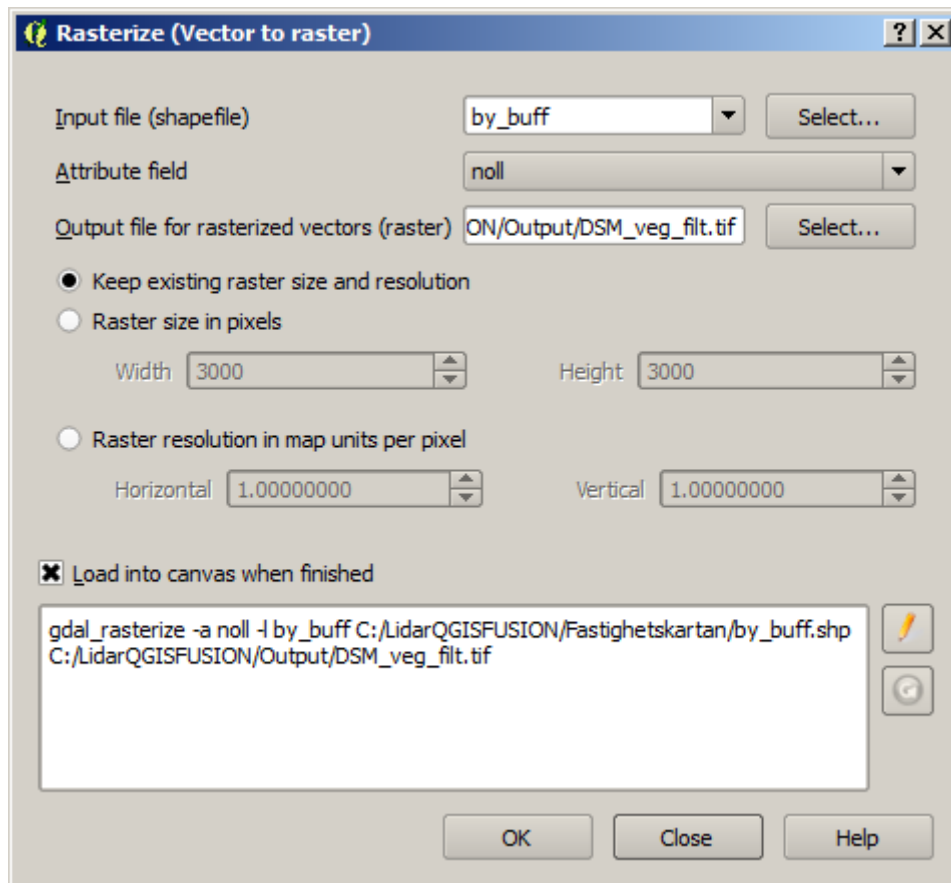 Rasterize (Vector to raster)
Input file (shapefile) by_buff Select...
Attribute field noll
Output file for rasterized vectors (raster) ON/Output/DSM_veg_filt.tif Select...
Keep existing raster size and resolution
Raster size in pixels
Width 3000 Height 3000
Raster resolution in map units per pixel
Horizontal 1.00000000 Vertical 1.00000000
Load into canvas when finished
gdal_rasterize -a noll -l by_buff C:/LidarQGISFUSION/Fastighetskartan/by_buff.shp
C:/LidarQGISFUSION/Output/DSM_veg_filt.tif
OK Close Help